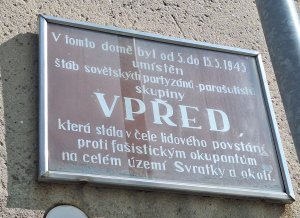 V tomto domě byl od 5. do 15.5.1945
umístěn
štáb sovětských partyzánů-parašutistů
skupiny
VPŘED,
která stála v čele lidového povstání
proti fašistickým okupantům
na celém území Svratky a okolí.